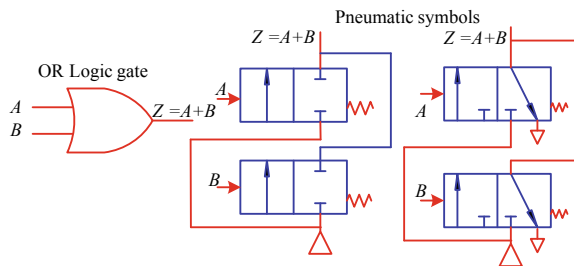 Pneumatic symbols
OR Logic gate
A
B
Z =A+B
Z =A+B
A
B
Z =A+B
A
B